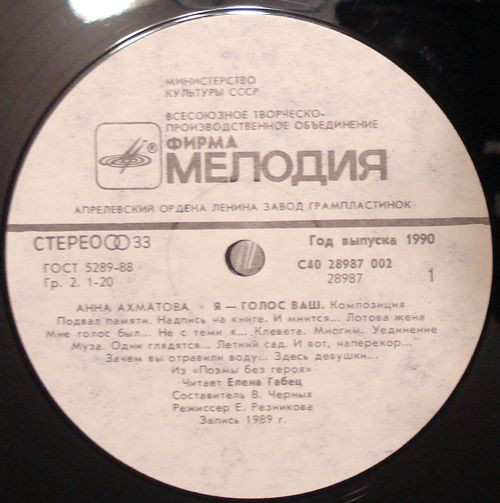 МИНИСТЕРСТВО
КУЛЬТУРЫ СССР
ВСЕСОЮЗНОЕ ТВОРЧЕСКО-
ПРОИЗВОДСТВЕННОЕ ОБЪЕДИНЕНИЕ
®
ФИРМА
МЕЛОДИЯ
АПРЕЛЕВСКИЙ ОРДЕНА ЛЕНИНА ЗАВОД ГРАМПЛАСТИНОК
СТЕРЕО 33
Год выпуска 1990
ГОСТ 5289-88
Гр. 2. 1-20
С40 28987 002
28987
1
АННА АХМАТОВА. Я — ГОЛОС ВАШ. Композиция
Подвал памяти. Надпись на книге. И мнится... Лотова жена
Мне голос был... Не с теми я... Клевета. Многим. Уединение
Муза. Одни глядятся... Летний сад. И вот, наперекор...
Зачем вы отравили воду... Здесь девушки...
Из «Поэмы без героя»
Читает Елена Габец
Составитель В. Черных
Режиссер Е. Резникова
Запись 1989 г.